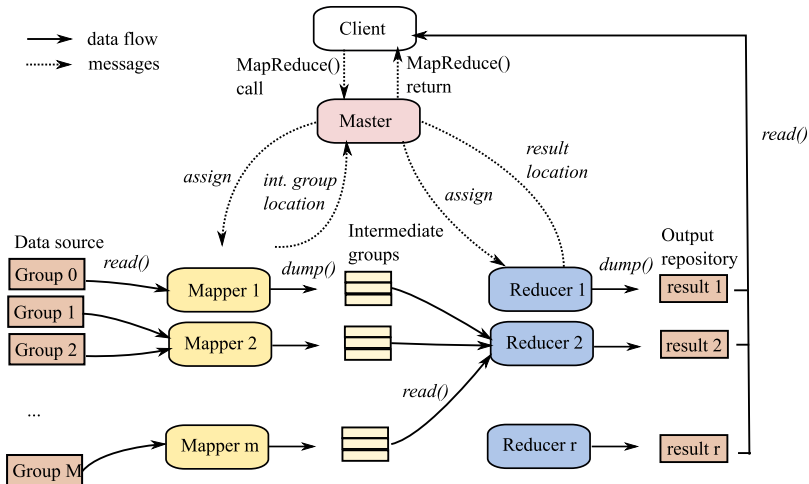 Client
data flow
messages
MapReduce()
call
MapReduce()
return
Master
read()
assign
int. group
location
assign
result
location
Data source
Intermediate
groups
Output
repository
Group 0
read()
Mapper 1
dump()
Reducer 1
dump()
result 1
Group 1
Group 2
Mapper 2
Reducer 2
result 2
read()
...
Mapper m
Reducer r
result r
Group M